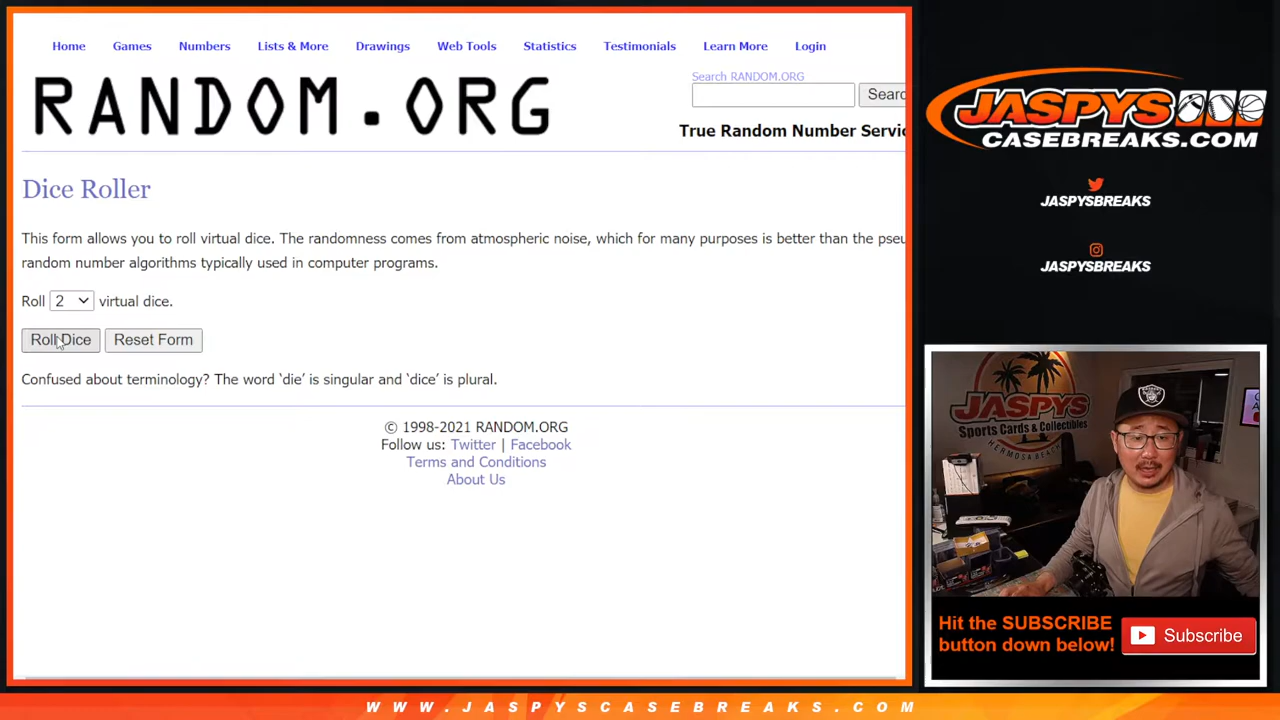 Home Games Numbers Lists & More Drawings Web Tools Statistics Testimonials Learn More Login
RANDOM.ORG
Search RANDOM.ORG
Searc
True Random Number Servic
Dice Roller
This form allows you to roll virtual dice. The randomness comes from atmospheric noise, which for many purposes is better than the pseu
random number algorithms typically used in computer programs.
Roll 2 virtual dice.
Roll Dice Reset Form
Confused about terminology? The word ‘die’ is singular and ‘dice’ is plural.
© 1998-2021 RANDOM.ORG
Follow us: Twitter | Facebook
Terms and Conditions
About Us
JASPYS
CASEBREAKS.COM
JASPYSBREAKS
JASPYSBREAKS
JASPYS
Sports Cards & Collectibles
HERMOSA BEACH
RAIDERS
Hit the SUBSCRIBE
button down below!
Subscribe
WWW.JASPYSCASEBREAKS.COM